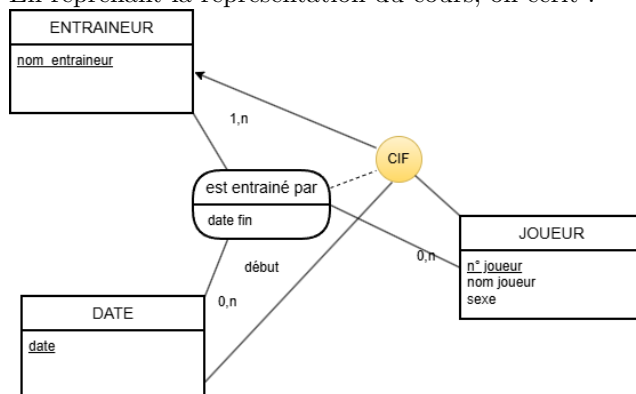 En reprenant la représentation du cours, on écrit :
ENTRAINEUR
nom_entraineur
1,n
CIF
est entrainé par
date fin
JOUEUR
n° joueur
nom joueur
sexe
0,n
début
0,n
DATE
date